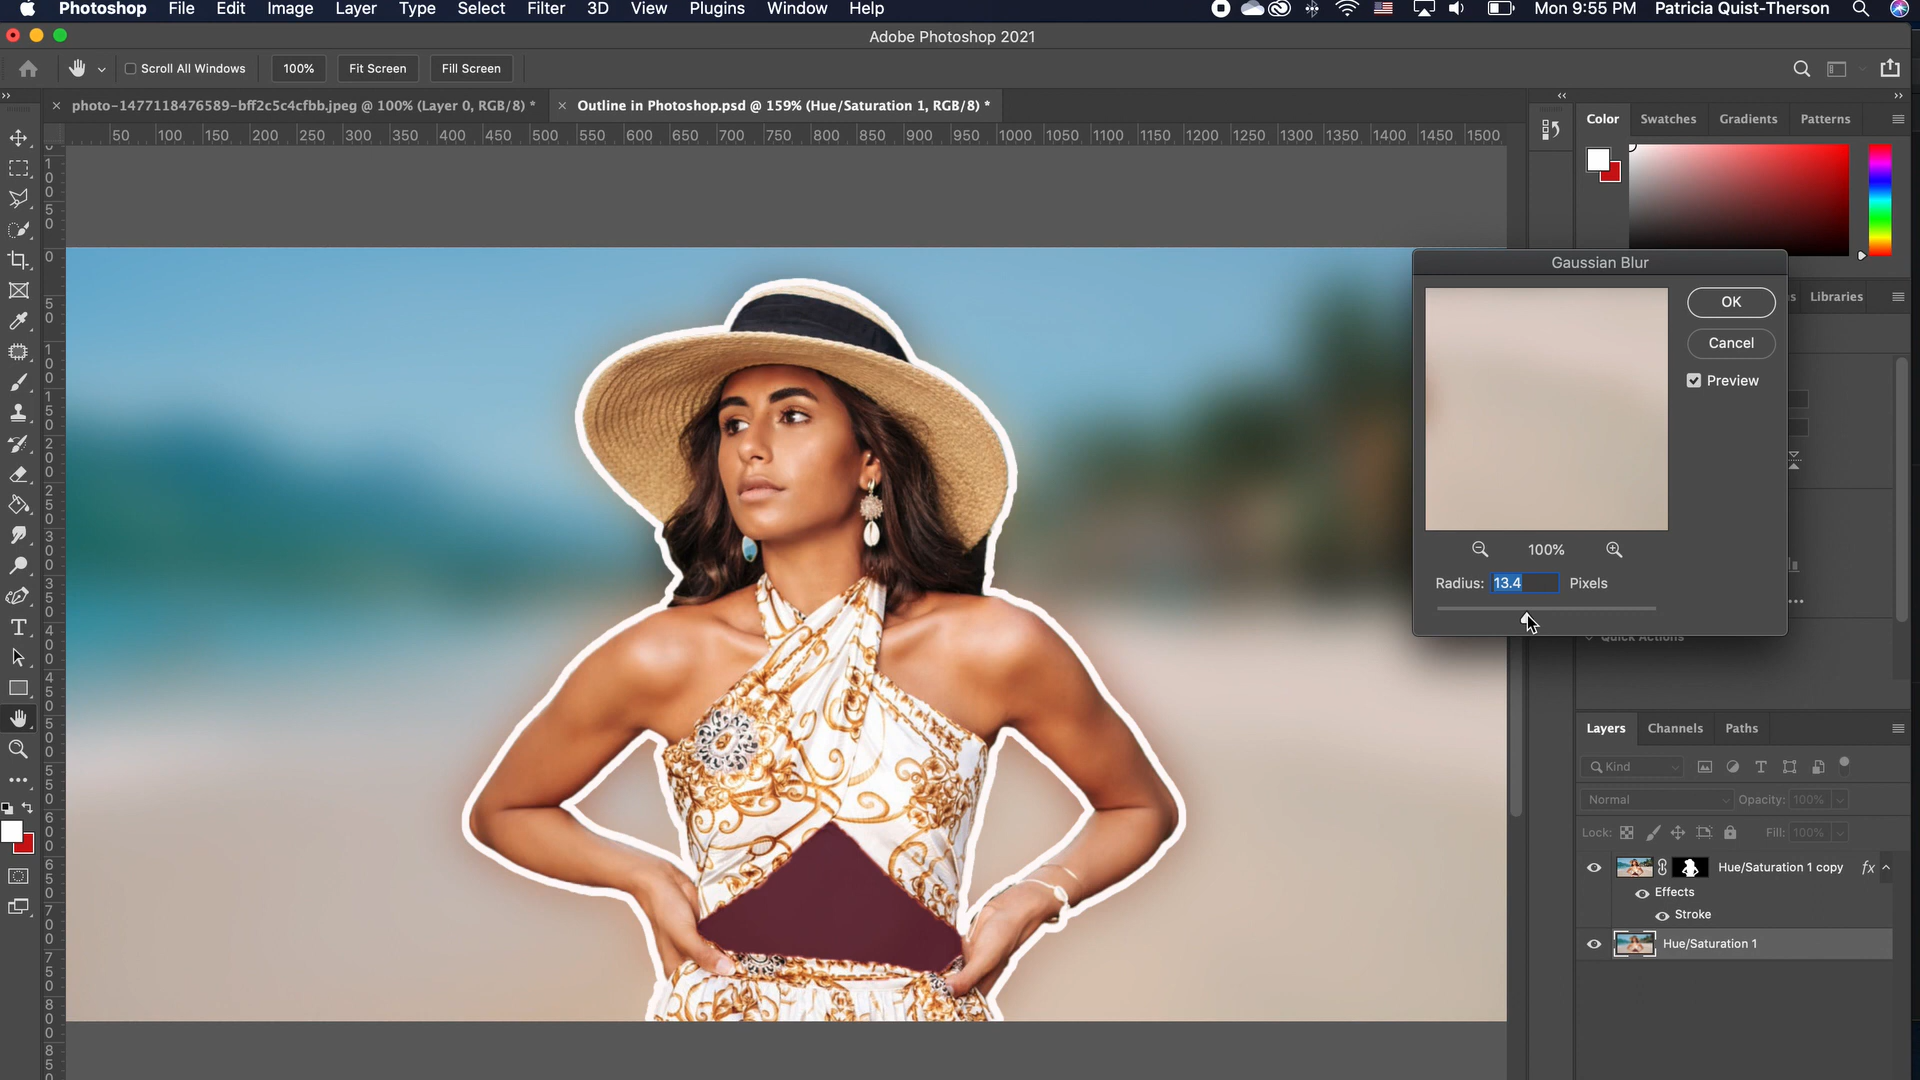 Photoshop File Edit Image Layer Type Select Filter 3D View Plugins Window Help Mon 9:55 PM Patricia Quist-Therson
Adobe Photoshop 2021
Scroll All Windows 100% Fit Screen Fill Screen
photo-1477118476589-bff2c5c4cfbb.jpeg @ 100% (Layer 0, RGB/8) * Outline in Photoshop.psd @ 159% (Hue/Saturation 1, RGB/8) *
50 100 150 200 250 300 350 400 450 500 550 600 650 700 750 800 850 900 950 1000 1050 1100 1150 1200 1250 1300 1350 1400 1450 1500
Color Swatches Gradients Patterns
Gaussian Blur
OK
Libraries
Cancel
Preview
100%
Radius: 13.4 Pixels
Quick Actions
Layers Channels Paths
Kind
Normal Opacity: 100%
Lock: Fill: 100%
Hue/Saturation 1 copy fx
Effects
Stroke
Hue/Saturation 1